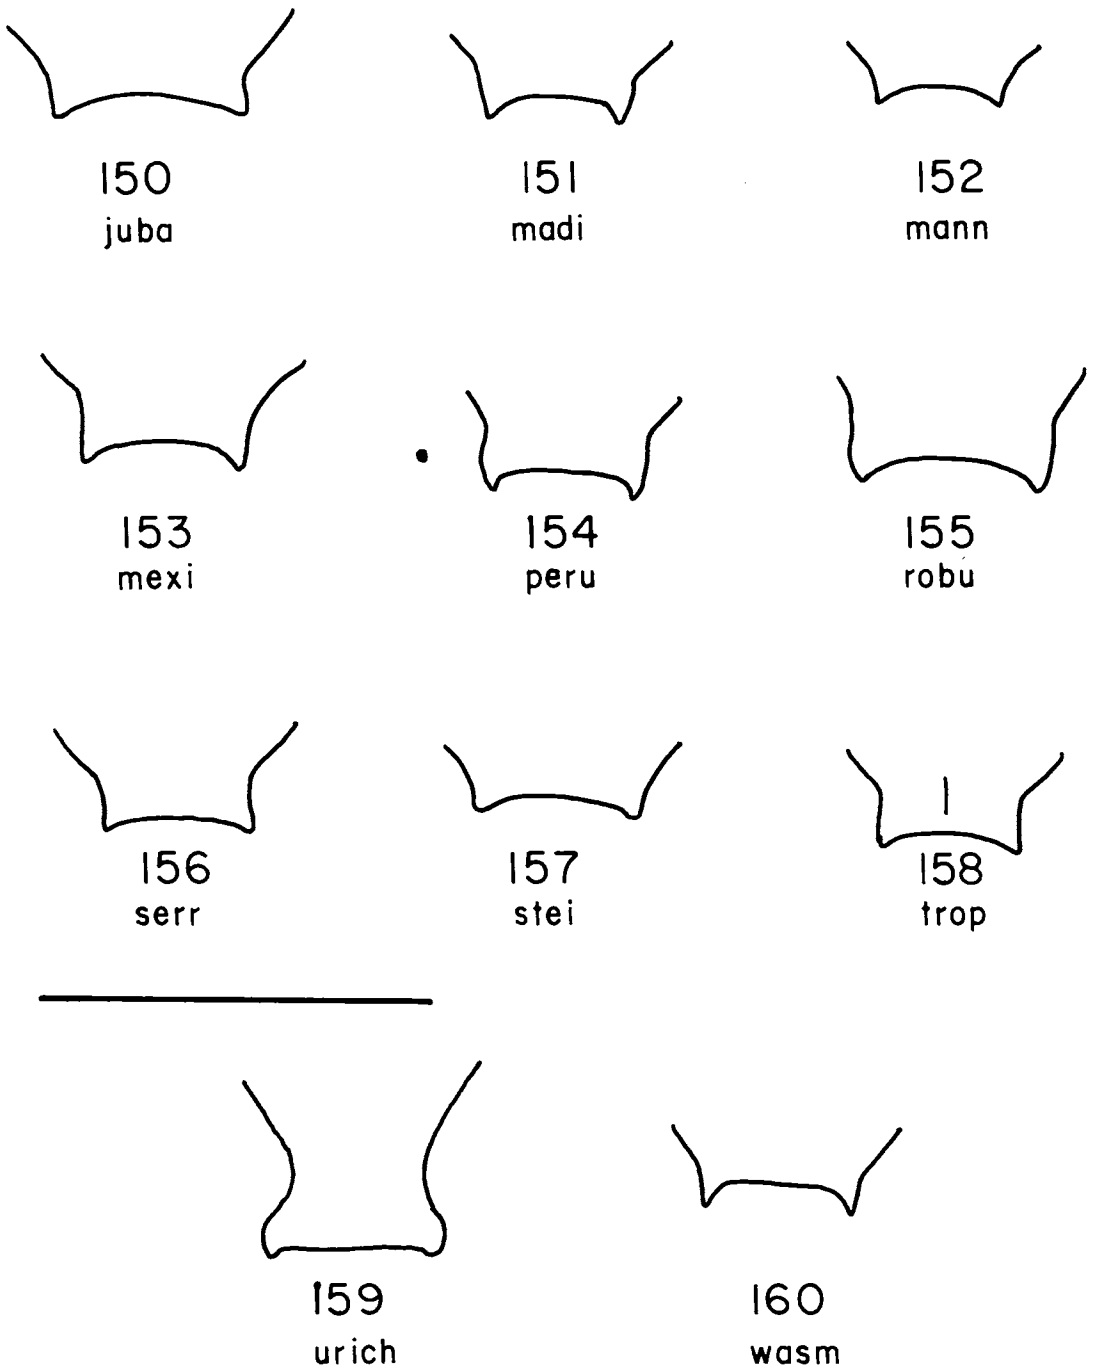 150 151 152
juba madi mann
153 154 155
mexi peru robu
156 157 158
serr stei trop
159 160
urich wasm